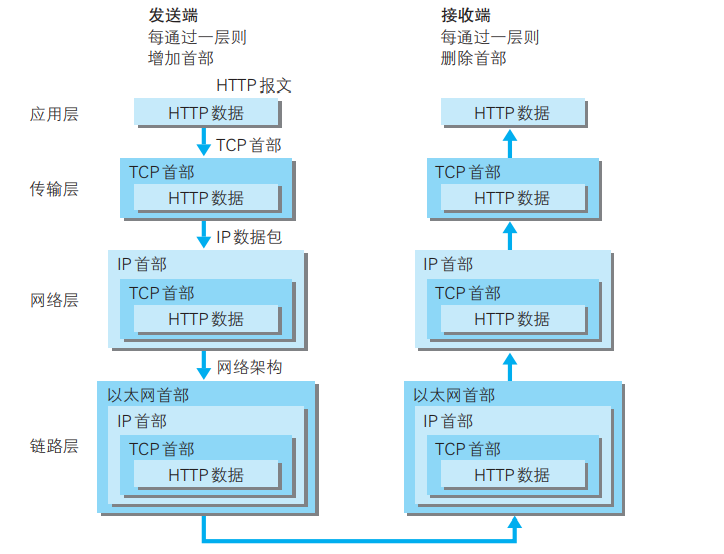 发送端
每通过一层则
增加首部
接收端
每通过一层则
删除首部
HTTP 报文
应用层
HTTP 数据
HTTP 数据
TCP 首部
传输层
TCP 首部
HTTP 数据
TCP 首部
HTTP 数据
IP 数据包
网络层
IP 首部
TCP 首部
HTTP 数据
IP 首部
TCP 首部
HTTP 数据
网络架构
链路层
以太网首部
IP 首部
TCP 首部
HTTP 数据
以太网首部
IP 首部
TCP 首部
HTTP 数据